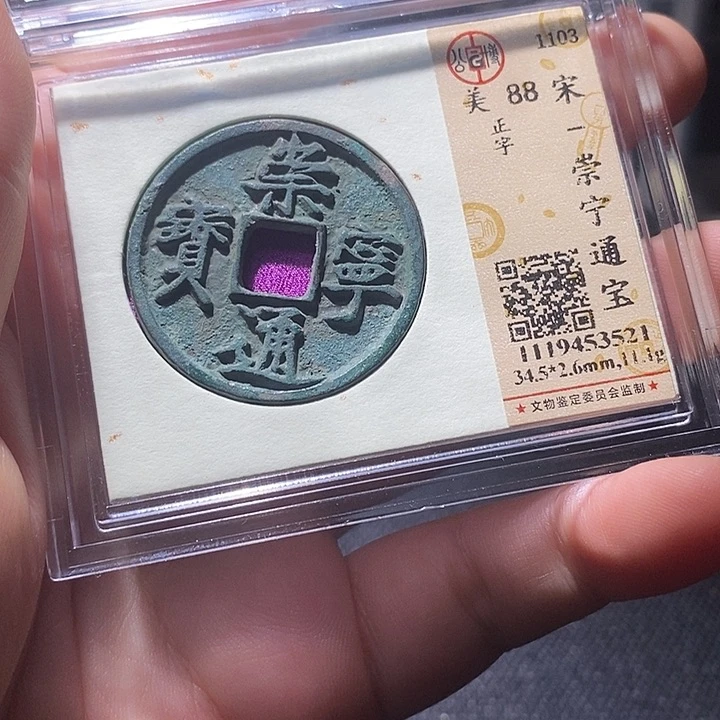 崇寧通寶
1103
宋-崇宁通宝
美 88
正字
1119453521
34.5*2.6mm,11.1g
★ 文物鉴定委员会监制 ★